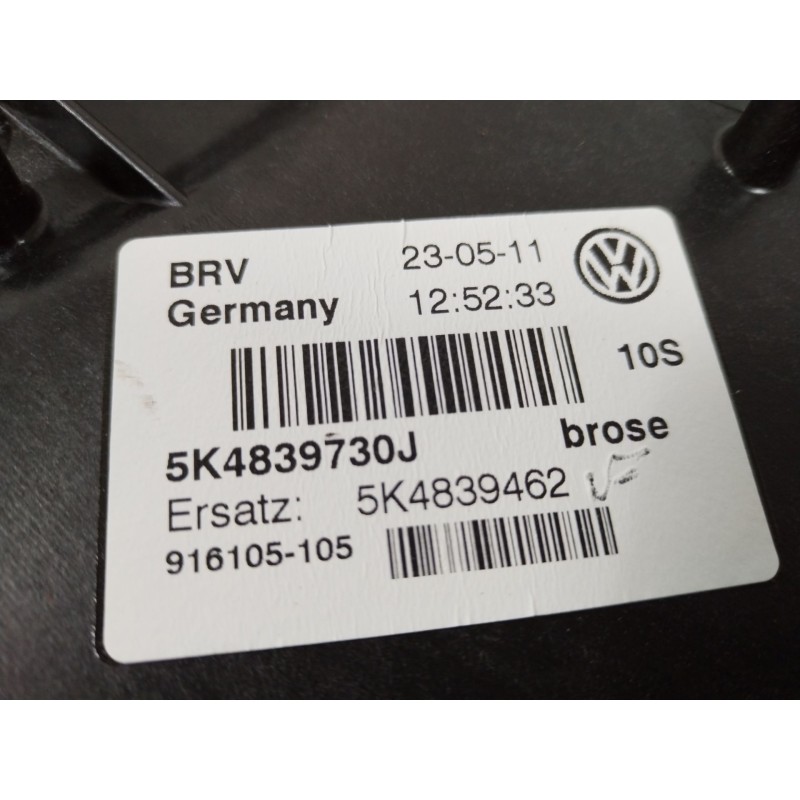 BRV 23-05-11
Germany 12:52:33
10S
5K4839730J brose
Ersatz: 5K4839462
916105-105